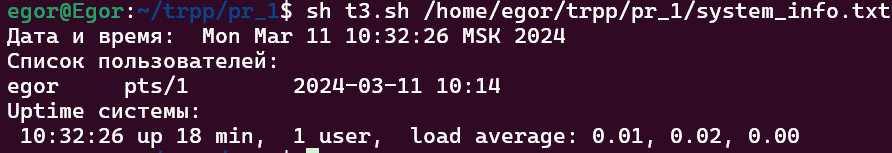 egor@Egor:~/trpp/pr_1$ sh t3.sh /home/egor/trpp/pr_1/system_info.txt
Дата и время:  Mon Mar 11 10:32:26 MSK 2024
Список пользователей:
egor     pts/1        2024-03-11 10:14
Uptime системы:
 10:32:26 up 18 min,  1 user,  load average: 0.01, 0.02, 0.00